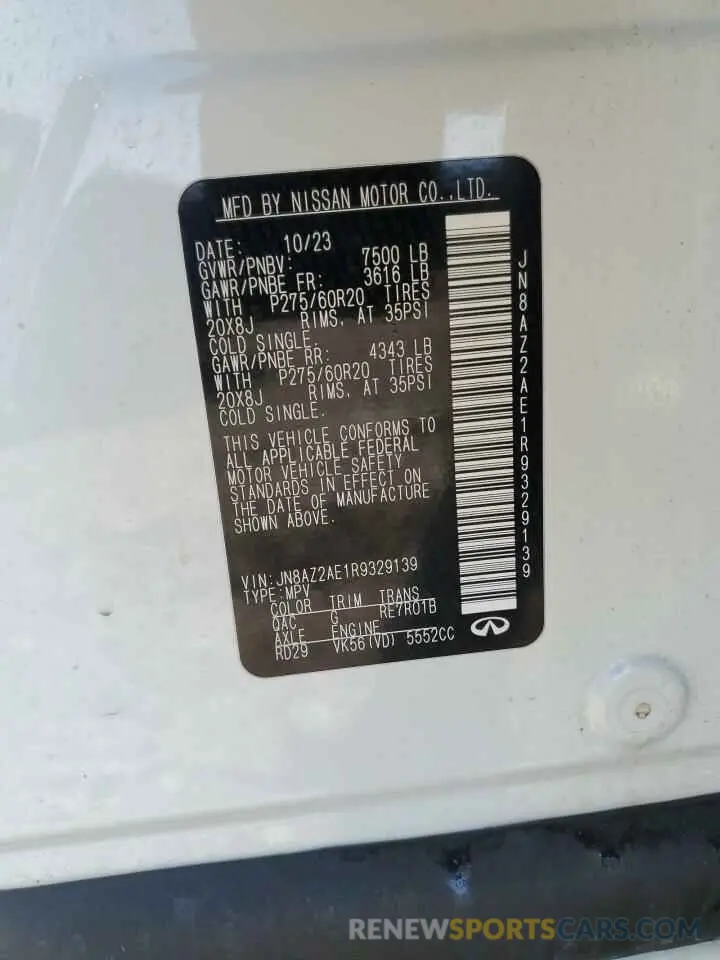 MFD BY NISSAN MOTOR CO.,LTD.
DATE: 10/23
GVWR/PNBV: 7500 LB
GAWR/PNBE FR: 3616 LB
WITH P275/60R20 TIRES
20X8J RIMS, AT 35PSI
COLD SINGLE.
GAWR/PNBE RR: 4343 LB
WITH P275/60R20 TIRES
20X8J RIMS, AT 35PSI
COLD SINGLE.
THIS VEHICLE CONFORMS TO
ALL APPLICABLE FEDERAL
MOTOR VEHICLE SAFETY
STANDARDS IN EFFECT ON
THE DATE OF MANUFACTURE
SHOWN ABOVE.
VIN:JN8AZ2AE1R9329139
TYPE:MPV
COLOR TRIM TRANS
QAC G RE7R01B
AXLE ENGINE
RD29 VK56(VD) 5552CC
JN8AZ2AE1R9329139
RENEWSPORTSCARS.COM